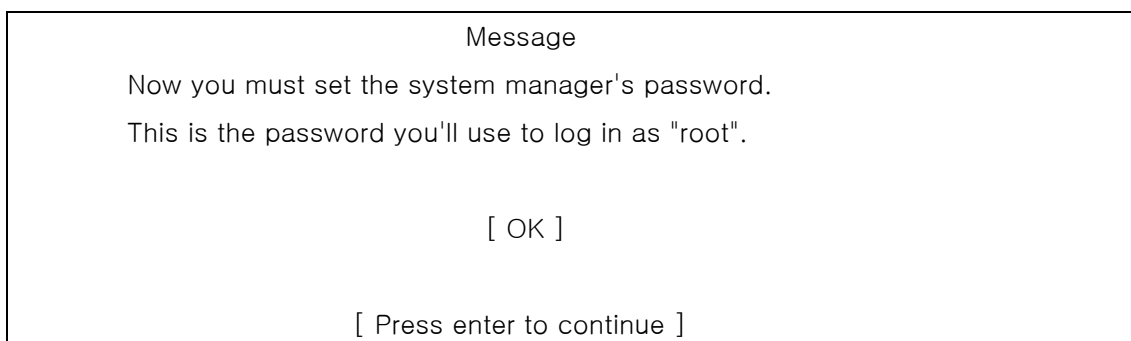 Message
Now you must set the system manager's password.
This is the password you'll use to log in as "root".
[ OK ]
[ Press enter to continue ]